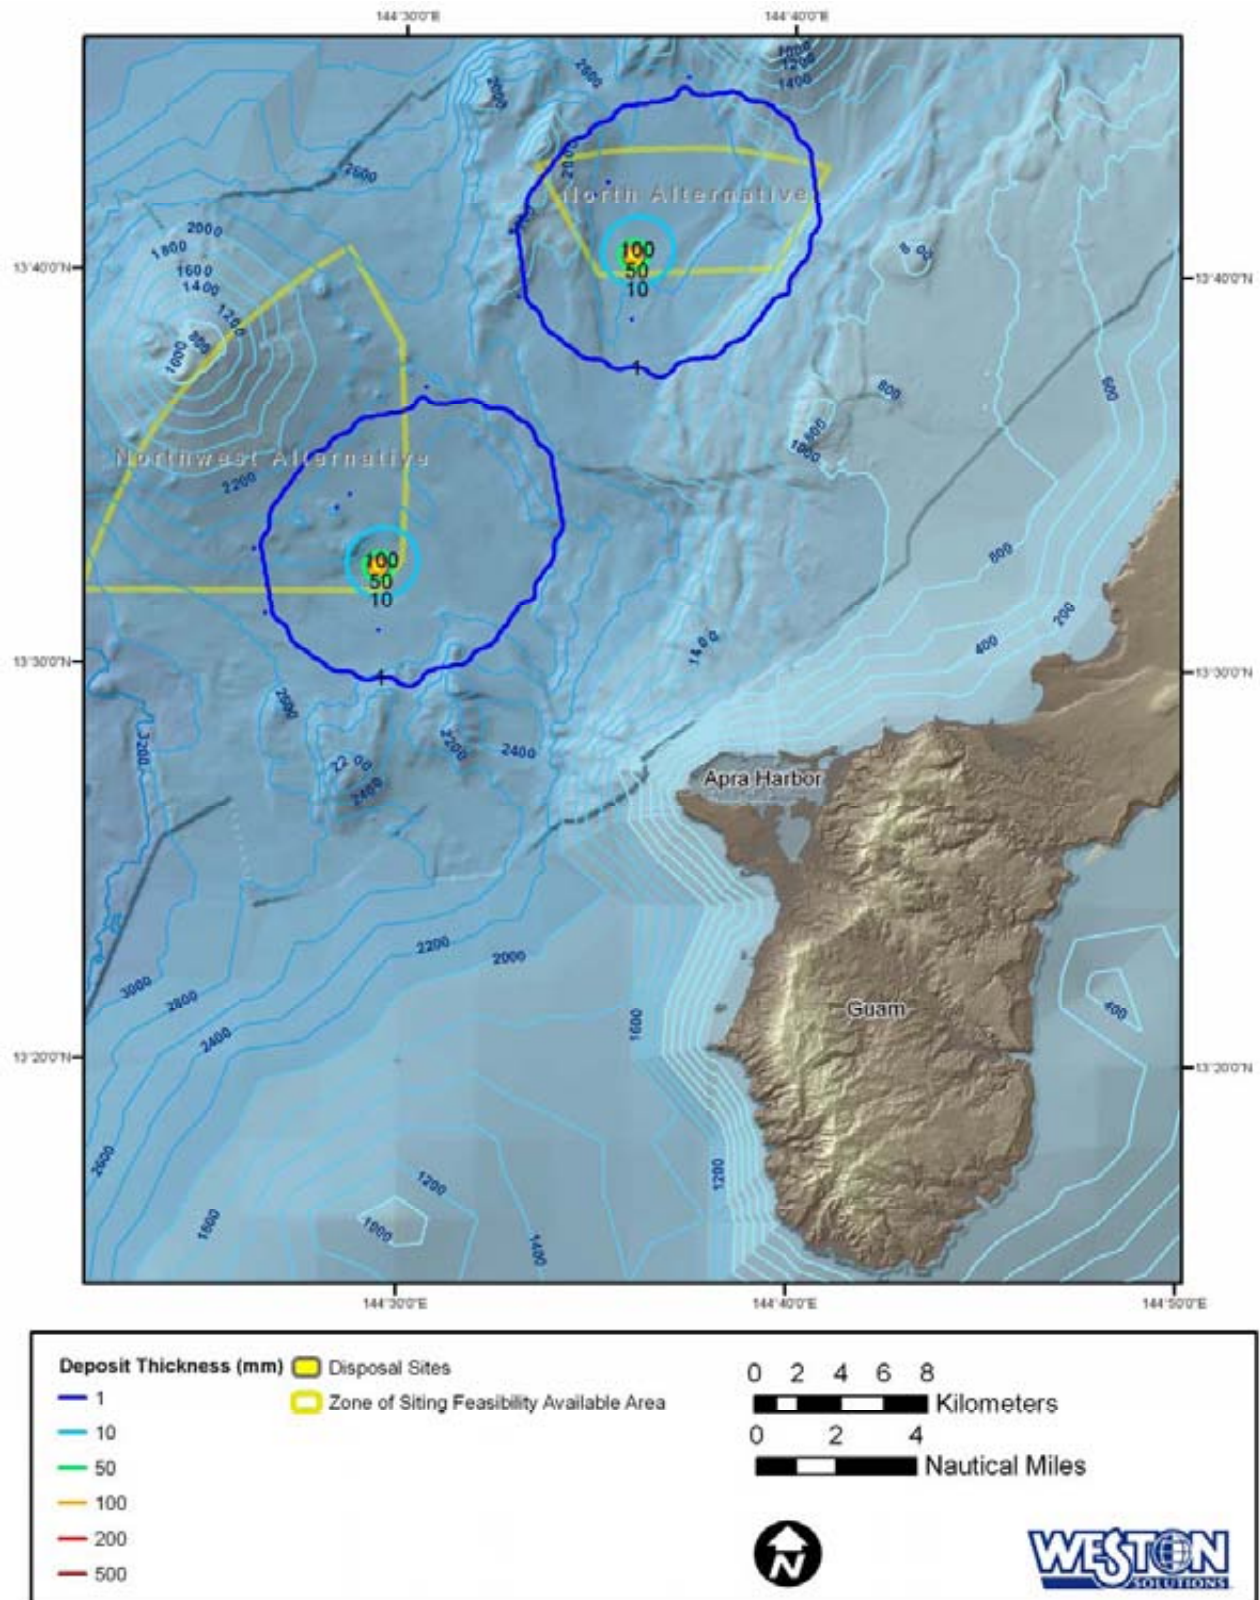 144°30'0"E 144°40'0"E
1000
1200
1400
2600
2000
2000
2600
North Alternative
2000
1800
800
1600
1400
100
13°40'0"N
50
13°40'0"N
10
1200
800
1000
1
800
600
800
1000
Northwest Alternative
2200
100
50
10
800
200
400
1400
13°30'0"N
13°30'0"N
1
2600
3200
2200
2400
2200
2400
Apra Harbor
2200
2000
3000
2800
2400
1600
Guam
400
13°20'0"N
13°20'0"N
2600
1200
1200
1800
1000
1400
144°30'0"E 144°40'0"E 144°50'0"E
Deposit Thickness (mm)
1
10
50
100
200
500
Disposal Sites
Zone of Siting Feasibility Available Area
0 2 4 6 8
Kilometers
0 2 4
Nautical Miles
N
WESTON
SOLUTIONS